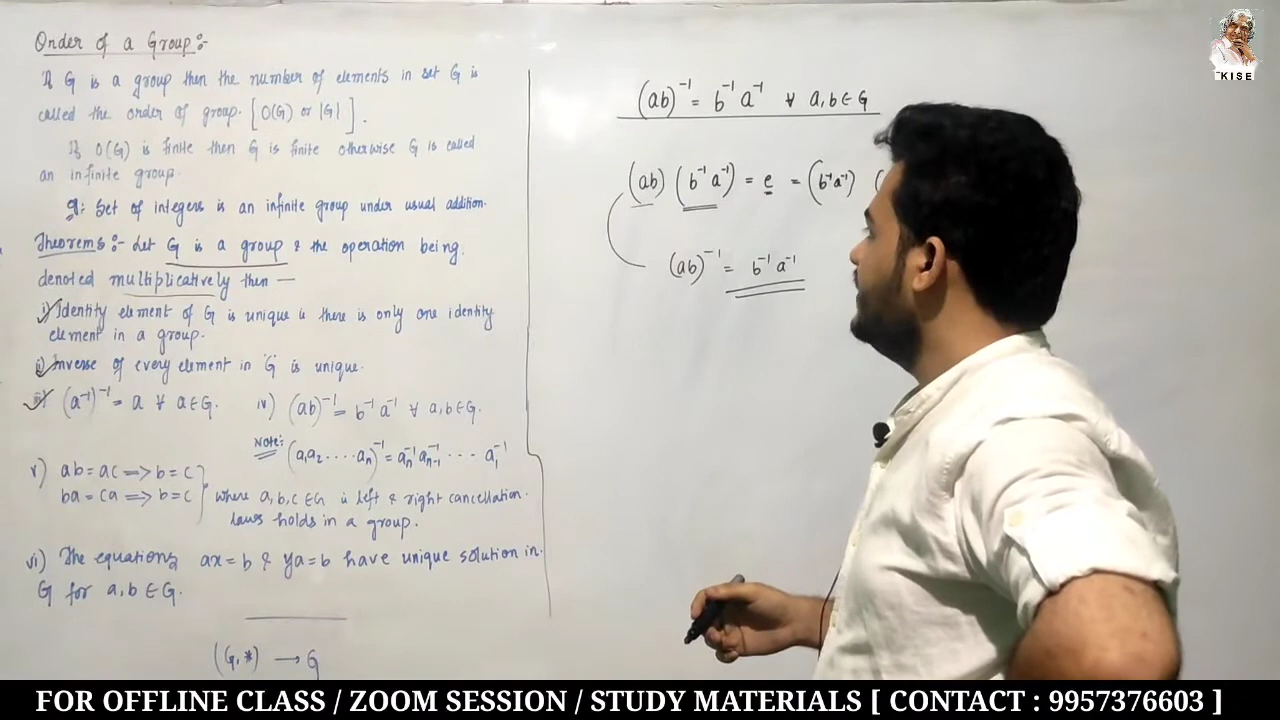 Order of a Group:-
If G is a group then the number of elements in set G is
called the order of group. [O(G) or |G|].
If O(G) is finite then G is finite otherwise G is called
an infinite group.
eg: Set of integers is an infinite group under usual addition.
Theorems:- Let G is a group & the operation being
denoted multiplicatively then —
i) Identity element of G is unique ie there is only one identity
element in a group.
ii) Inverse of every element in 'G' is unique.
iii) (a⁻¹)⁻¹ = a ∀ a∈G. iv) (ab)⁻¹ = b⁻¹a⁻¹ ∀ a,b∈G.
Note: (a₁a₂.....aₙ)⁻¹ = aₙ⁻¹ aₙ₋₁⁻¹ ... a₁⁻¹
v) ab = ac ⟹ b = c
ba = ca ⟹ b = c } where a,b,c ∈G ie left & right cancellation
laws holds in a group.
vi) The equations ax = b & ya = b have unique solution in
G for a,b ∈ G.
(G,*) → G
(ab)⁻¹ = b⁻¹ a⁻¹ ∀ a,b ∈ G
(ab) (b⁻¹a⁻¹) = e = (b⁻¹a⁻¹) (
(ab)⁻¹ = b⁻¹a⁻¹
KISE
FOR OFFLINE CLASS / ZOOM SESSION / STUDY MATERIALS [ CONTACT : 9957376603 ]